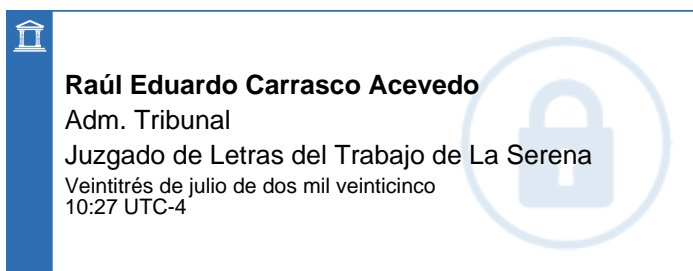 Raúl Eduardo Carrasco Acevedo
Adm. Tribunal
Juzgado de Letras del Trabajo de La Serena
Veintitrés de julio de dos mil veinticinco
10:27 UTC-4